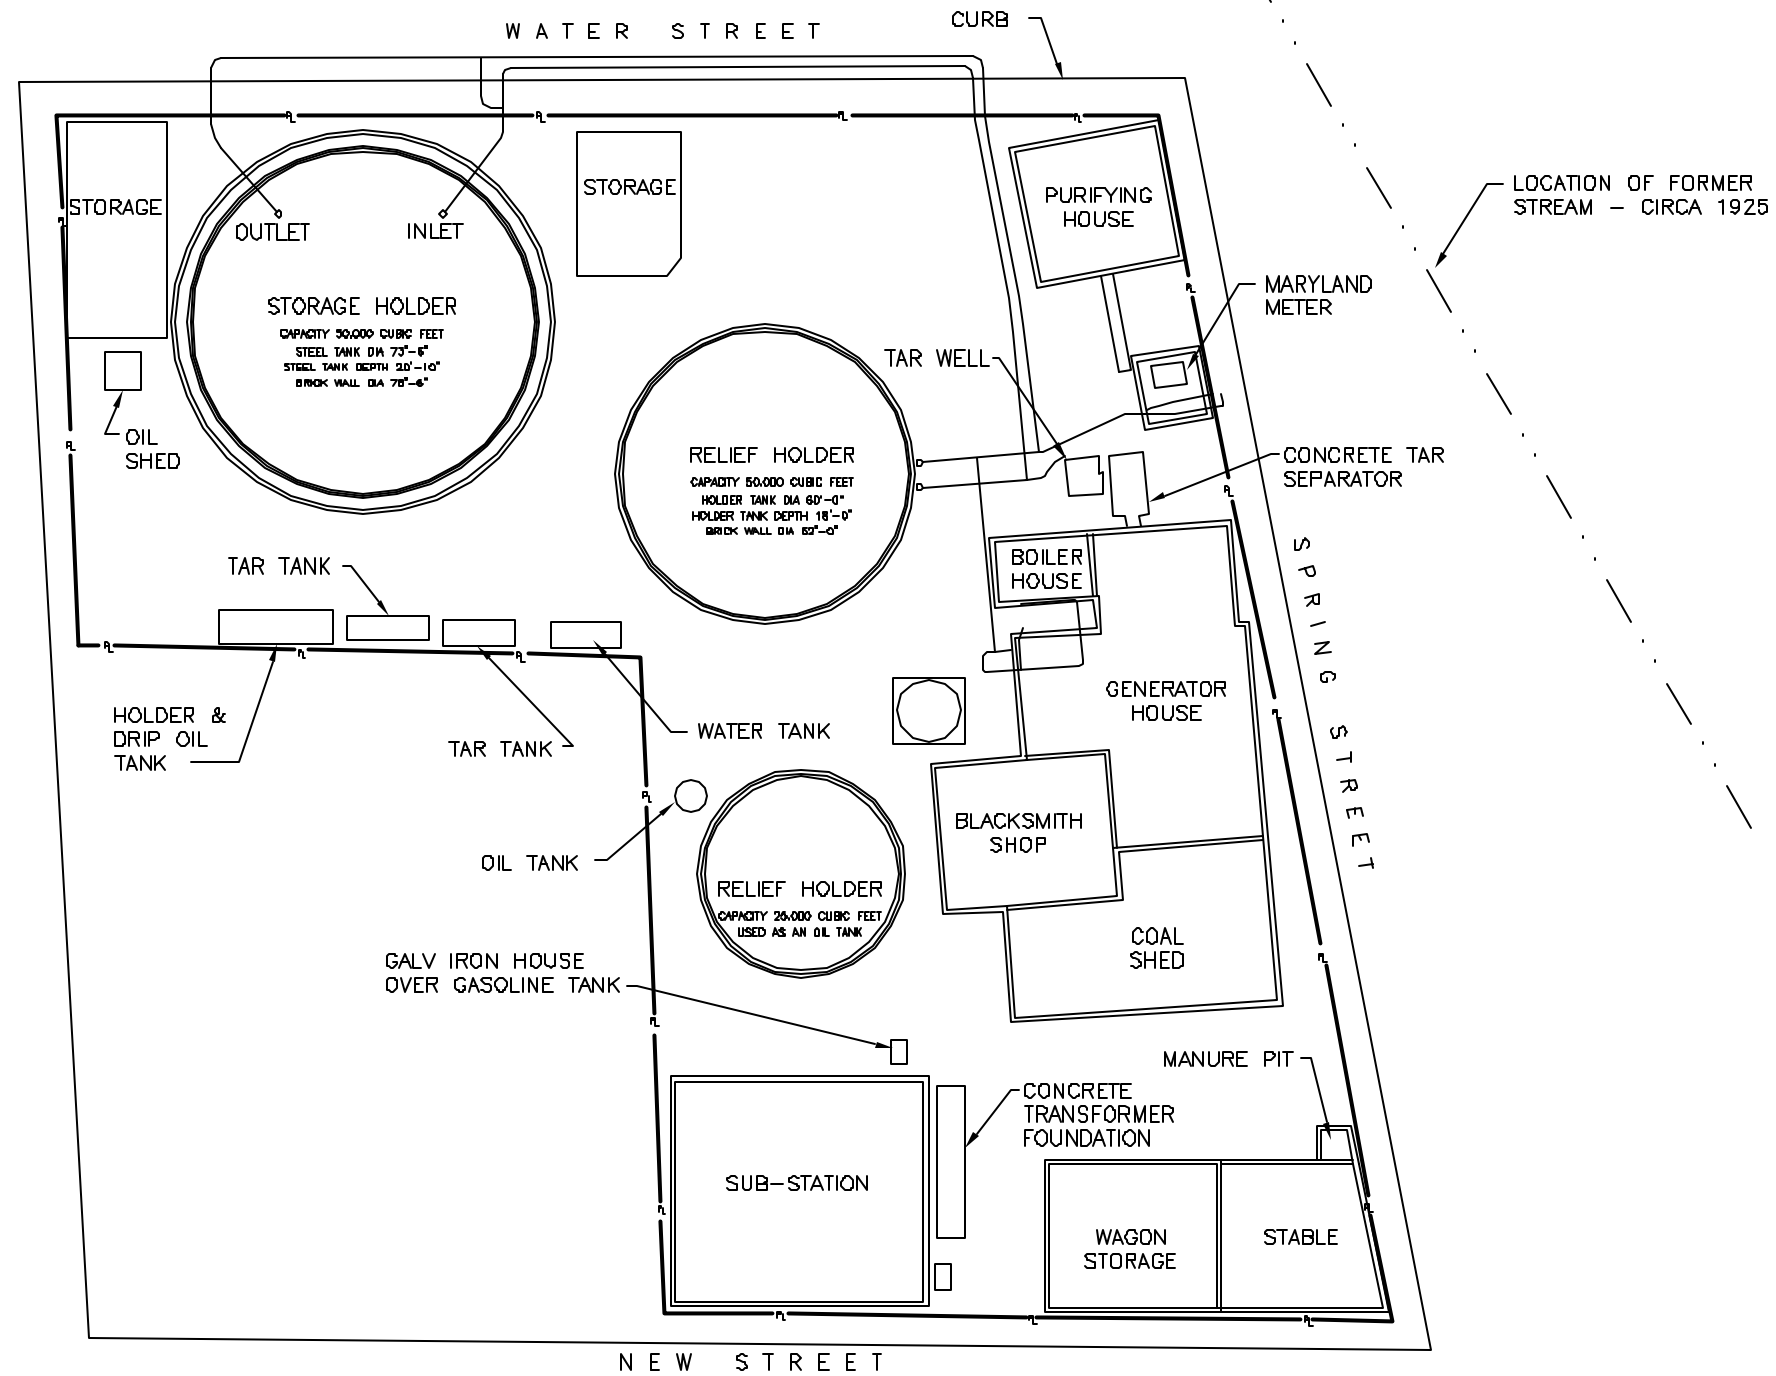 WATER STREET
CURB
LOCATION OF FORMER
STREAM - CIRCA 1925
STORAGE
STORAGE
PURIFYING
HOUSE
OUTLET
INLET
MARYLAND
METER
STORAGE HOLDER
CAPACITY 50,000 CUBIC FEET
STEEL TANK DIA
STEEL TANK DEPTH 20'-10"
BRICK WALL DIA
TAR WELL
OIL
SHED
RELIEF HOLDER
CAPACITY 50,000 CUBIC FEET
HOLDER TANK DIA 60'-0"
HOLDER TANK DEPTH 18'-0"
BRICK WALL DIA 62'-0"
CONCRETE TAR
SEPARATOR
SPRING STREET
BOILER
HOUSE
TAR TANK
GENERATOR
HOUSE
HOLDER &
DRIP OIL
TANK
TAR TANK
WATER TANK
BLACKSMITH
SHOP
OIL TANK
RELIEF HOLDER
CAPACITY CUBIC FEET
USED AS AN OIL TANK
COAL
SHED
GALV IRON HOUSE
OVER GASOLINE TANK
MANURE PIT
CONCRETE
TRANSFORMER
FOUNDATION
SUB-STATION
WAGON
STORAGE
STABLE
NEW STREET